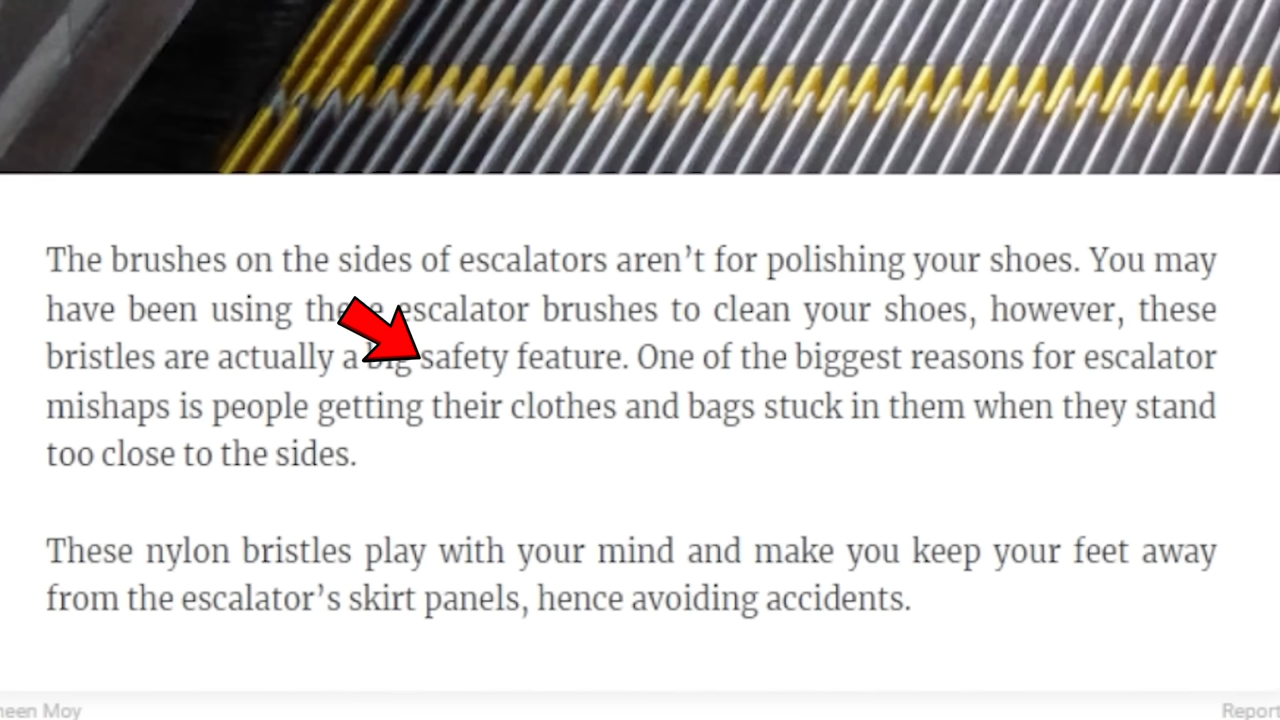 The brushes on the sides of escalators aren’t for polishing your shoes. You may
have been using these escalator brushes to clean your shoes, however, these
bristles are actually a big safety feature. One of the biggest reasons for escalator
mishaps is people getting their clothes and bags stuck in them when they stand
too close to the sides.
These nylon bristles play with your mind and make you keep your feet away
from the escalator’s skirt panels, hence avoiding accidents.
Moy
Report